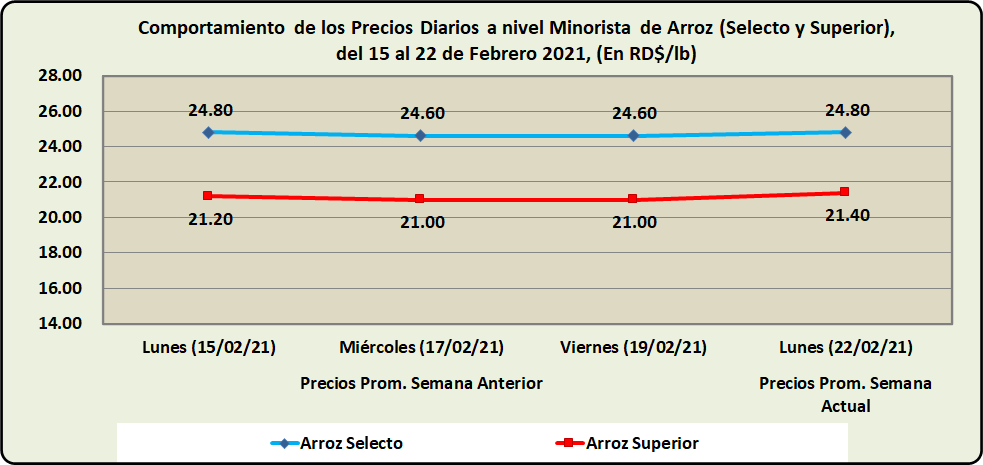 Comportamiento de los Precios Diarios a nivel Minorista de Arroz (Selecto y Superior),
del 15 al 22 de Febrero 2021, (En RD$/lb)
28.00
26.00
24.00
22.00
20.00
18.00
16.00
14.00
24.80 24.60 24.60 24.80
21.20 21.00 21.00 21.40
Lunes (15/02/21) Miércoles (17/02/21) Viernes (19/02/21) Lunes (22/02/21)
Precios Prom. Semana Anterior Precios Prom. Semana
Actual
Arroz Selecto Arroz Superior